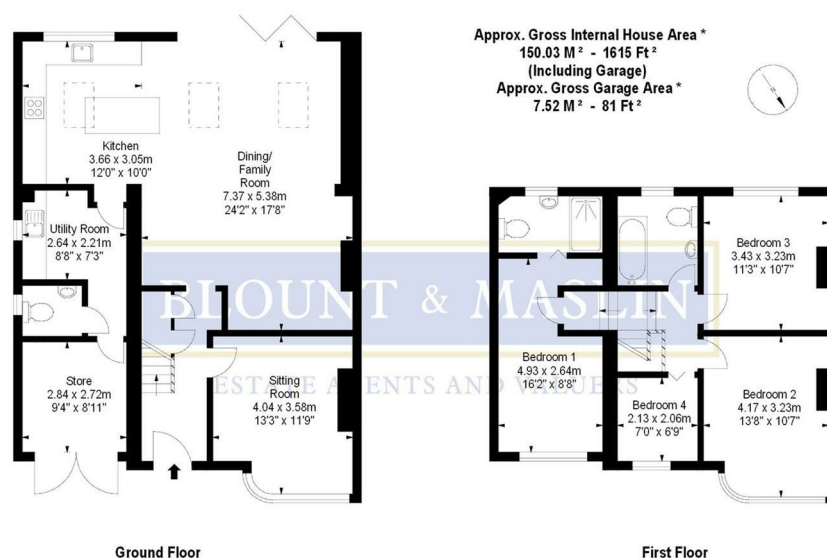 Approx. Gross Internal House Area *
150.03 M² - 1615 Ft²
(Including Garage)
Approx. Gross Garage Area *
7.52 M² - 81 Ft²
N
Kitchen
3.66 x 3.05m
12'0" x 10'0"
Dining/
Family
Room
7.37 x 5.38m
24'2" x 17'8"
Utility Room
2.64 x 2.21m
8'8" x 7'3"
Store
2.84 x 2.72m
9'4" x 8'11"
Sitting
Room
4.04 x 3.58m
13'3" x 11'9"
Bedroom 3
3.43 x 3.23m
11'3" x 10'7"
Bedroom 1
4.93 x 2.64m
16'2" x 8'8"
Bedroom 4
2.13 x 2.06m
7'0" x 6'9"
Bedroom 2
4.17 x 3.23m
13'8" x 10'7"
BLOUNT & MASLIN
ESTATE AGENTS AND VALUERS
Ground Floor
First Floor